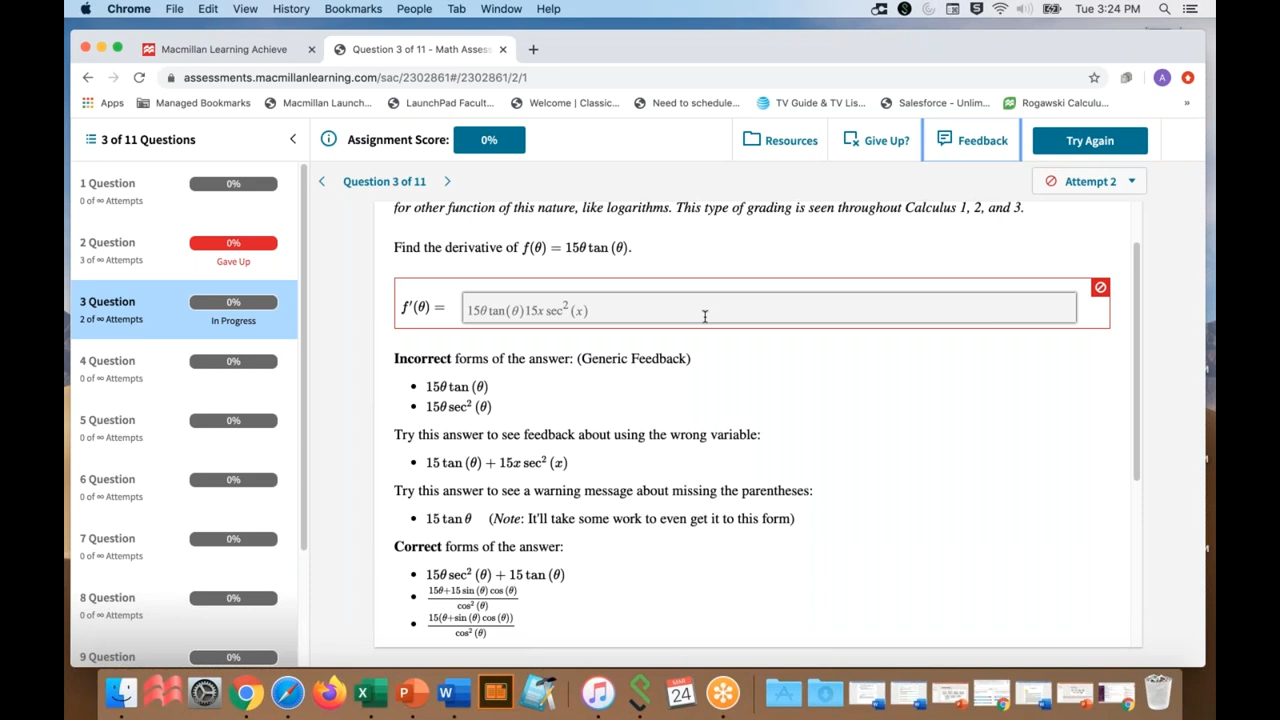 Chrome File Edit View History Bookmarks People Tab Window Help Tue 3:24 PM
Macmillan Learning Achieve
Question 3 of 11 - Math Asses
assessments.macmillanlearning.com/sac/2302861#/2302861/2/1
A
Apps Managed Bookmarks Macmillan Launch... LaunchPad Facult... Welcome | Classic... Need to schedule... TV Guide & TV Lis... Salesforce - Unlim... Rogawski Calculu... »
3 of 11 Questions
Assignment Score: 0%
Resources Give Up? Feedback Try Again
Question 3 of 11
Attempt 2
1 Question 0%
0 of ∞ Attempts
2 Question 0%
3 of ∞ Attempts Gave Up
3 Question 0%
2 of ∞ Attempts In Progress
4 Question 0%
0 of ∞ Attempts
5 Question 0%
0 of ∞ Attempts
6 Question 0%
0 of ∞ Attempts
7 Question 0%
0 of ∞ Attempts
8 Question 0%
0 of ∞ Attempts
9 Question 0%
for other function of this nature, like logarithms. This type of grading is seen throughout Calculus 1, 2, and 3.
Find the derivative of f(θ) = 15θ tan (θ).
f′(θ) = 15θ tan(θ)15x sec²(x)
Incorrect forms of the answer: (Generic Feedback)
• 15θ tan (θ)
• 15θ sec² (θ)
Try this answer to see feedback about using the wrong variable:
• 15 tan (θ) + 15x sec² (x)
Try this answer to see a warning message about missing the parentheses:
• 15 tan θ (Note: It'll take some work to even get it to this form)
Correct forms of the answer:
• 15θ sec² (θ) + 15 tan (θ)
• 15θ+15 sin (θ) cos (θ)
cos² (θ)
• 15(θ+sin (θ) cos (θ))
cos² (θ)
MAR
24